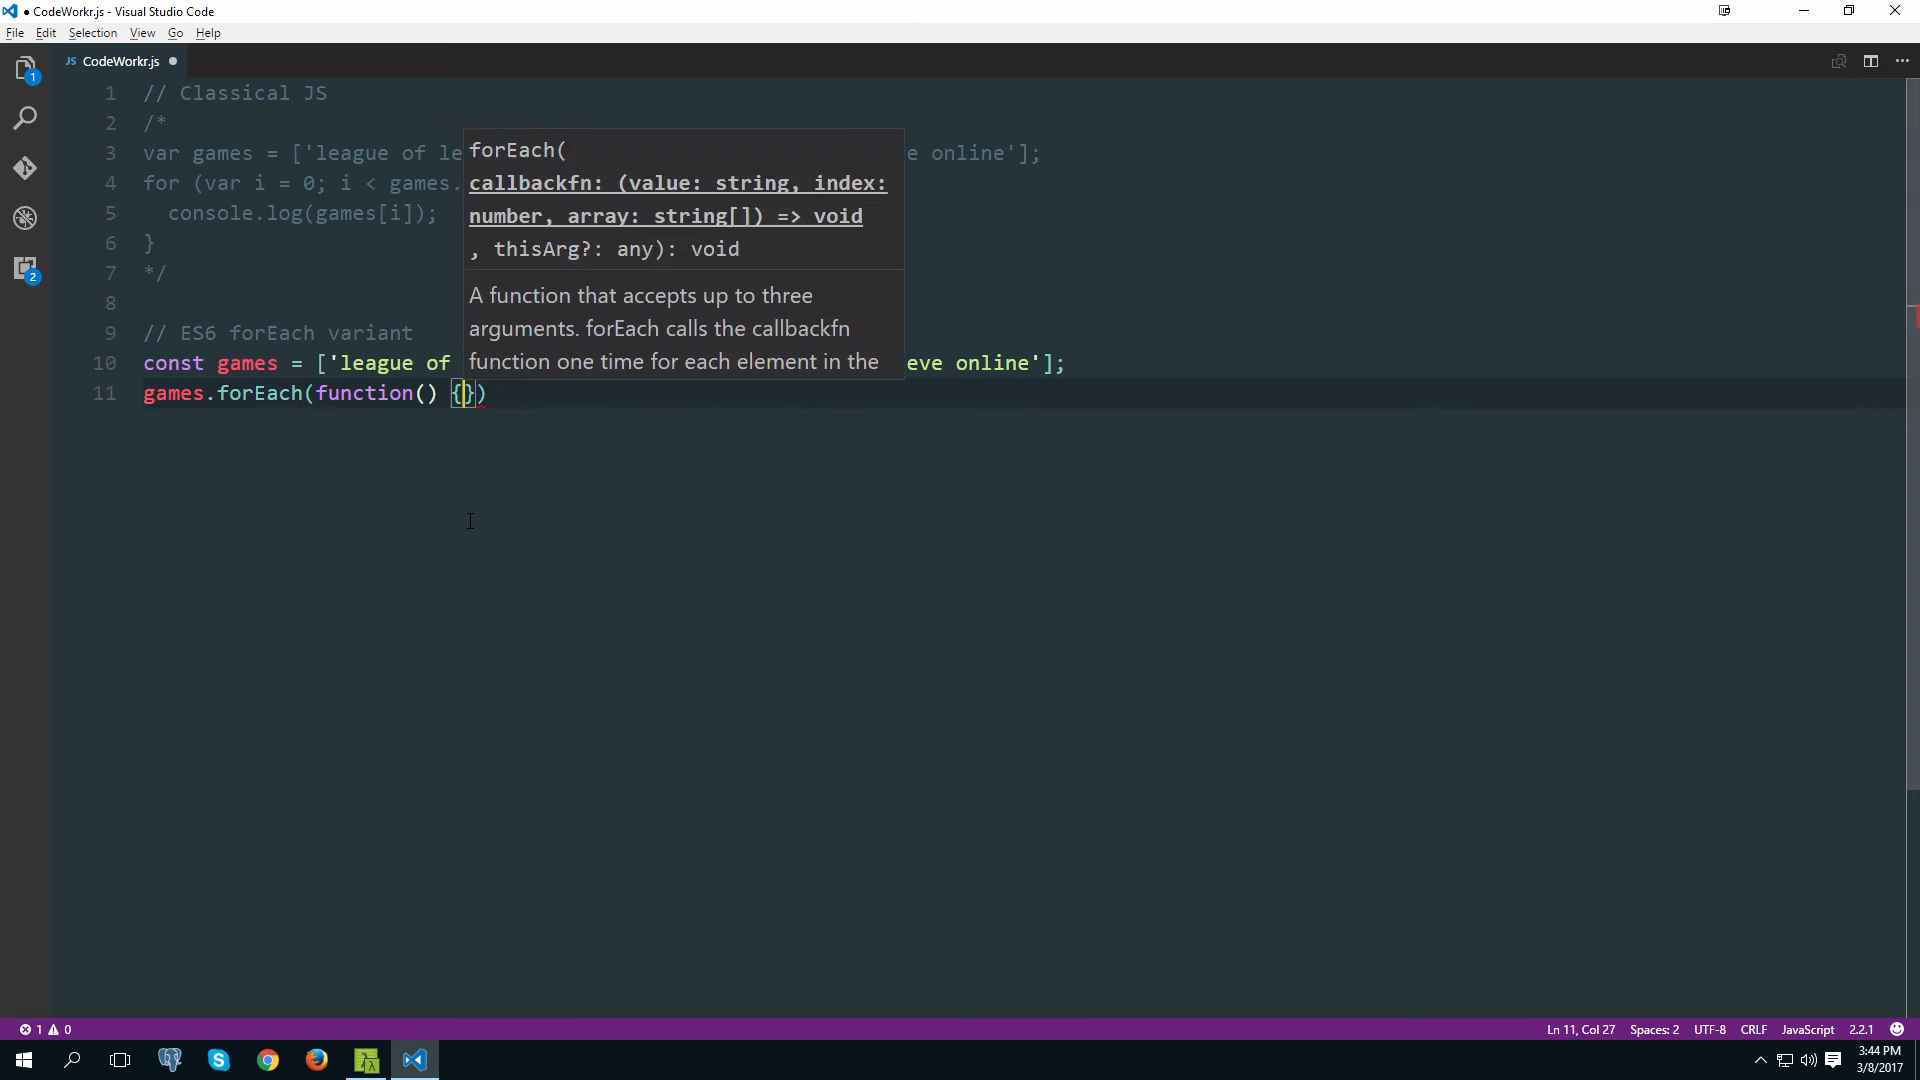 ● CodeWorkr.js - Visual Studio Code
File Edit Selection View Go Help
JS CodeWorkr.js ●
1 // Classical JS
2 /*
3 var games = ['league of le e online'];
4 for (var i = 0; i < games.
5 console.log(games[i]);
6 }
7 */
8
9 // ES6 forEach variant
10 const games = ['league of eve online'];
11 games.forEach(function() {})
forEach(
callbackfn: (value: string, index:
number, array: string[]) => void
, thisArg?: any): void
A function that accepts up to three
arguments. forEach calls the callbackfn
function one time for each element in the
1
2
1 0
Ln 11, Col 27 Spaces: 2 UTF-8 CRLF JavaScript 2.2.1
3:44 PM
3/8/2017